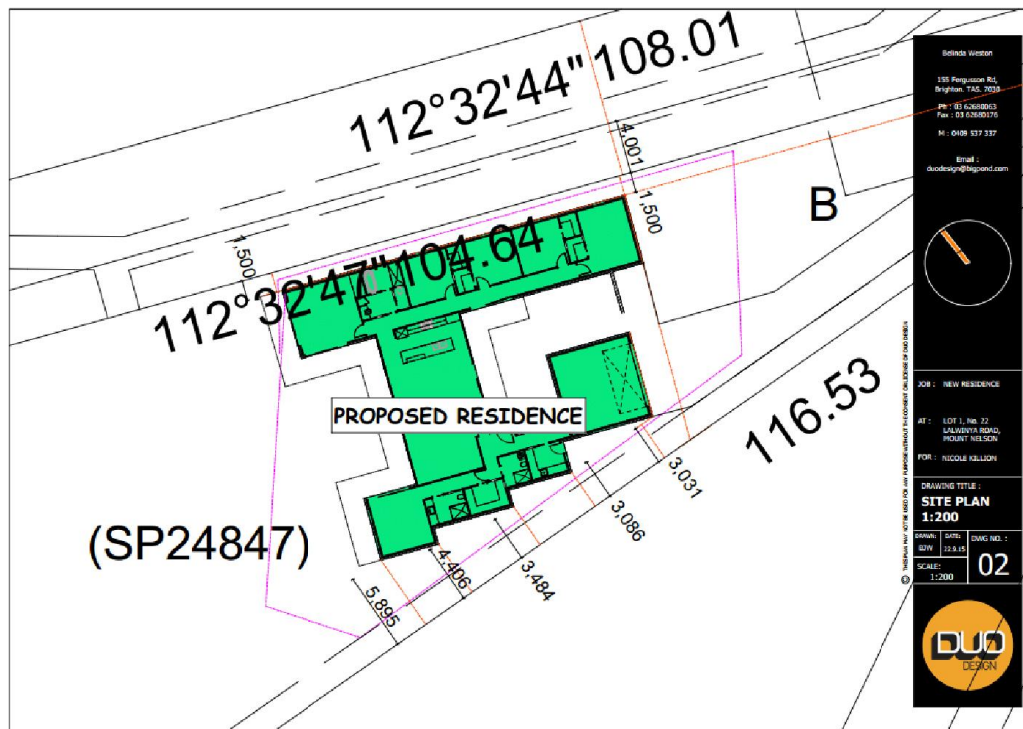 112°32'44" 108.01
4,001
1,500
B
1,500
112°32'47" 104.64
PROPOSED RESIDENCE
116.53
3.031
3,086
3,484
4,406
5,895
(SP24847)
Belinda Weston
155 Fergusson Rd,
Brighton. TAS. 7030
Ph : 03 62680063
Fax : 03 62680176
M : 0409 537 337
Email :
duodesign@bigpond.com
JOB : NEW RESIDENCE
AT : LOT 1, No. 22
LALWINYA ROAD,
MOUNT NELSON
FOR : NICOLE KILLION
DRAWING TITLE :
SITE PLAN
1:200
DRAWN: BJW
DATE: 22.9.15
DWG NO. :
02
SCALE:
1:200
DUO
DESIGN